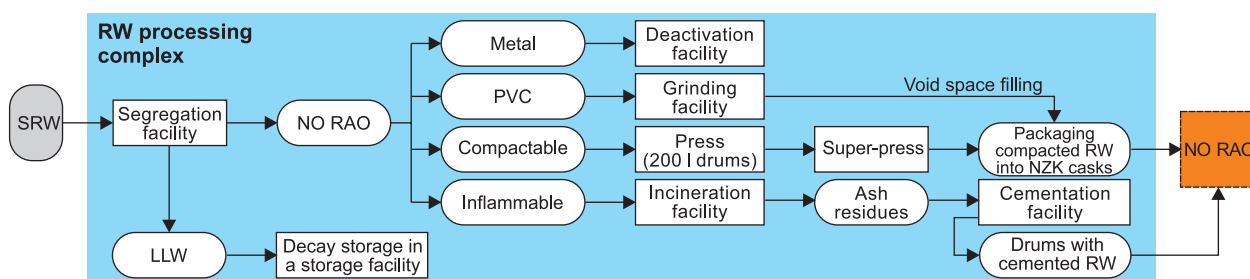 RW processing
complex
SRW
Segregation
facility
NO RAO
Metal
Deactivation
facility
PVC
Grinding
facility
Void space filling
Compactable
Press
(200 l drums)
Super-press
Packaging
compacted RW
into NZK casks
NO RAO
Inflammable
Incineration
facility
Ash
residues
Cementation
facility
LLW
Decay storage in
a storage facility
Drums with
cemented RW